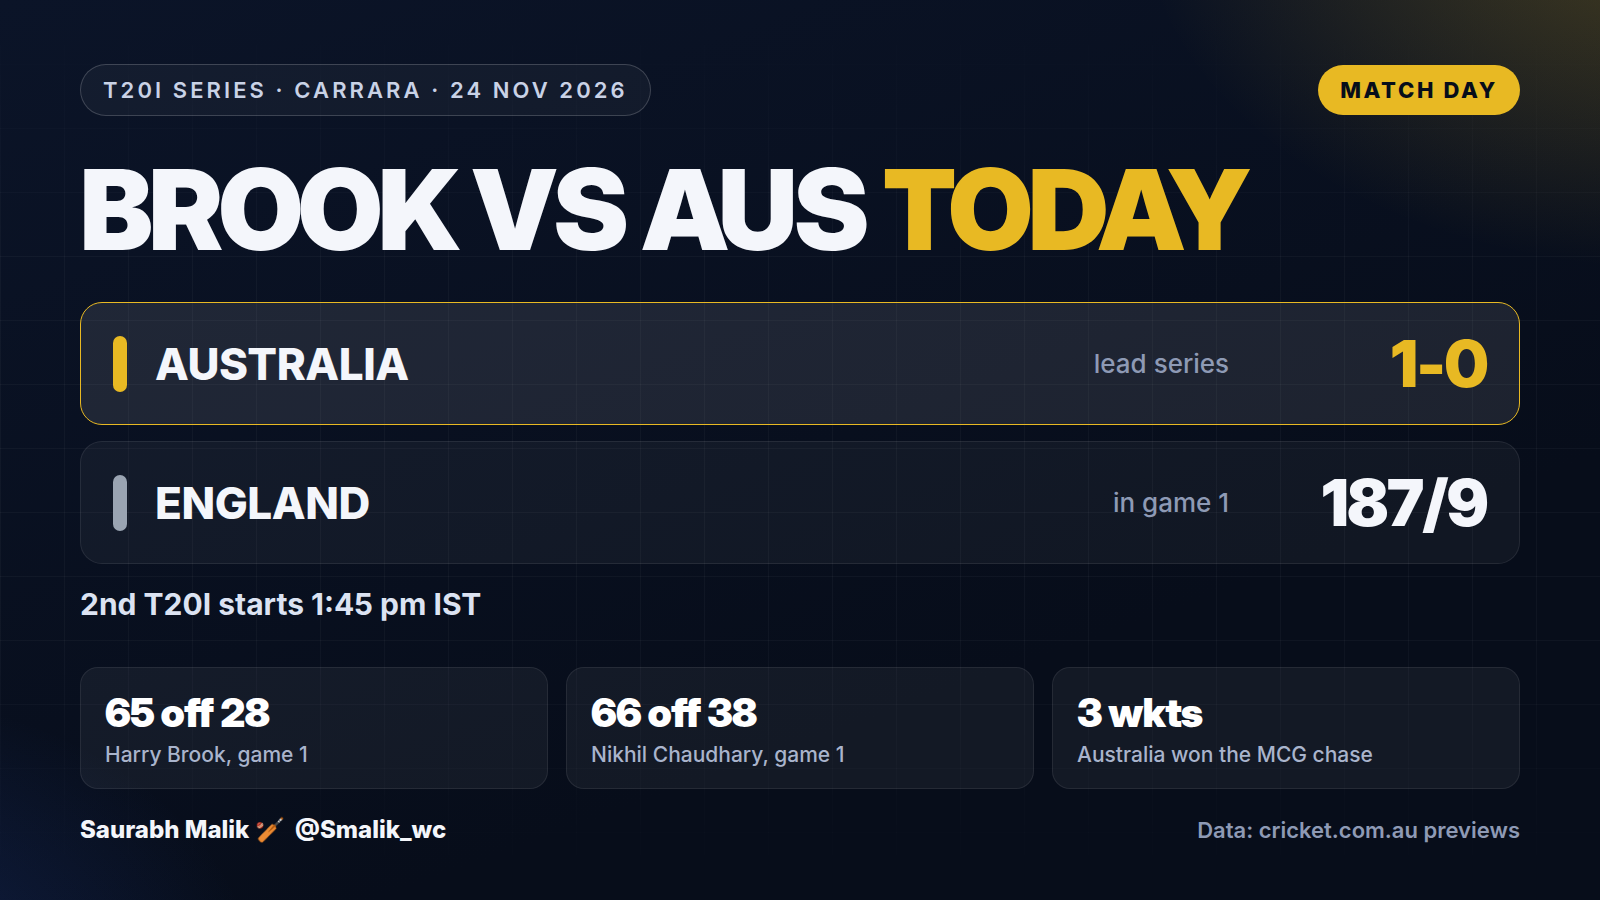 T20I SERIES · CARRARA · 24 NOV 2026
MATCH DAY
BROOK VS AUS TODAY
AUSTRALIA
lead series
1-0
ENGLAND
in game 1
187/9
2nd T20I starts 1:45 pm IST
65 off 28
Harry Brook, game 1
66 off 38
Nikhil Chaudhary, game 1
3 wkts
Australia won the MCG chase
Saurabh Malik 🏏 @Smalik_wc
Data: cricket.com.au previews